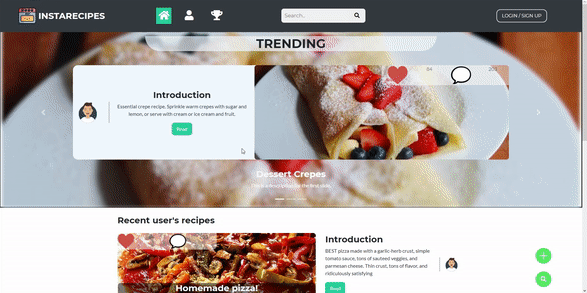 INSTARECIPES
Search...
LOGIN / SIGN UP
TRENDING
Introduction
Essential crepe recipe. Sprinkle warm crepes with sugar and
lemon, or serve with cream or ice cream and fruit.
Read
64
Dessert Crepes
Recent user's recipes
Introduction
BEST pizza made with a garlic-herb crust, simple
tomato sauce, tons of sauteed veggies, and
parmesan cheese. Thin crust, tons of flavor, and
ridiculously satisfying
Read
Homemade pizza!